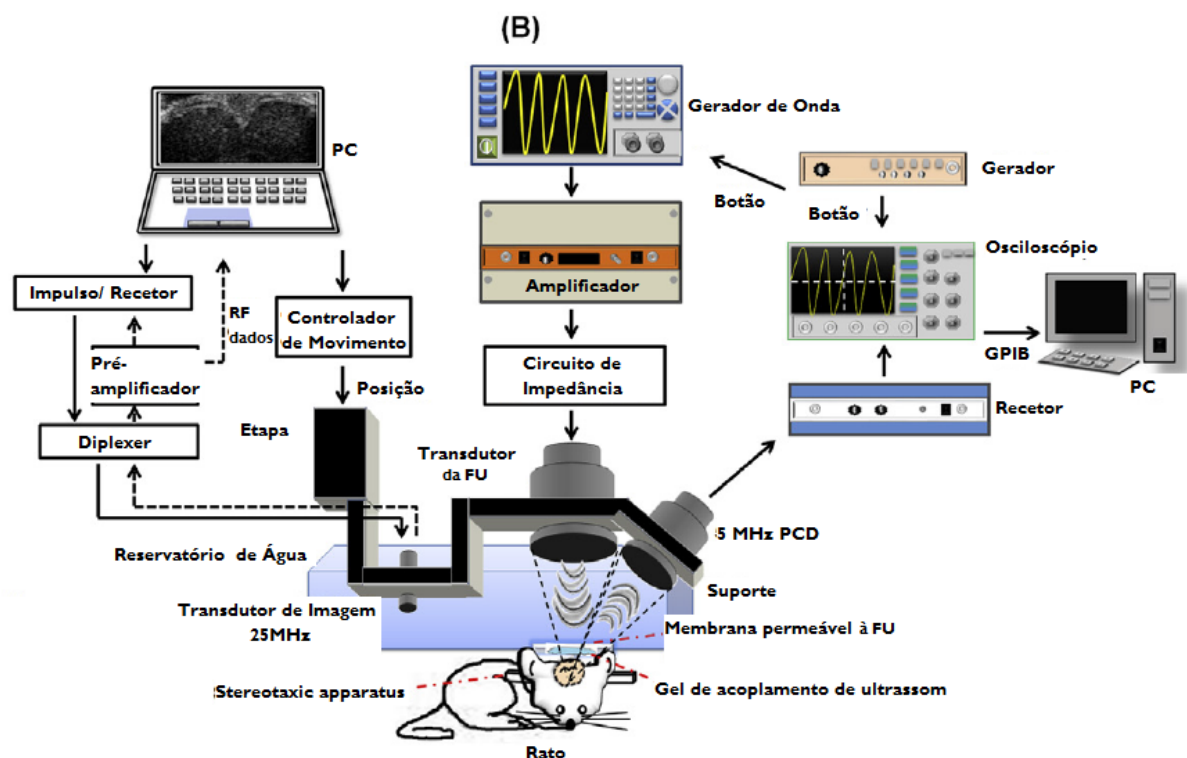 (B)
PC
Gerador de Onda
Gerador
Botão
Botão
Osciloscópio
Impulso/ Recetor
RF
dados
Controlador
de Movimento
Amplificador
Pré-
amplificador
Circuito de
Impedância
GPIB
PC
Posição
Recetor
Etapa
Diplexer
Transdutor
da FU
5 MHz PCD
Reservatório de Água
Suporte
Transdutor de Imagem
25MHz
Membrana permeável à FU
Stereotaxic apparatus
Gel de acoplamento de ultrassom
Rato